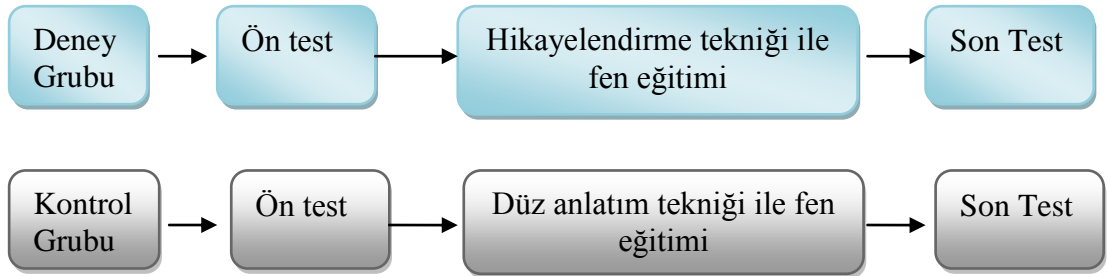 Deney
Grubu
Ön test
Hikayelendirme tekniği ile
fen eğitimi
Son Test
Kontrol
Grubu
Ön test
Düz anlatım tekniği ile fen
eğitimi
Son Test